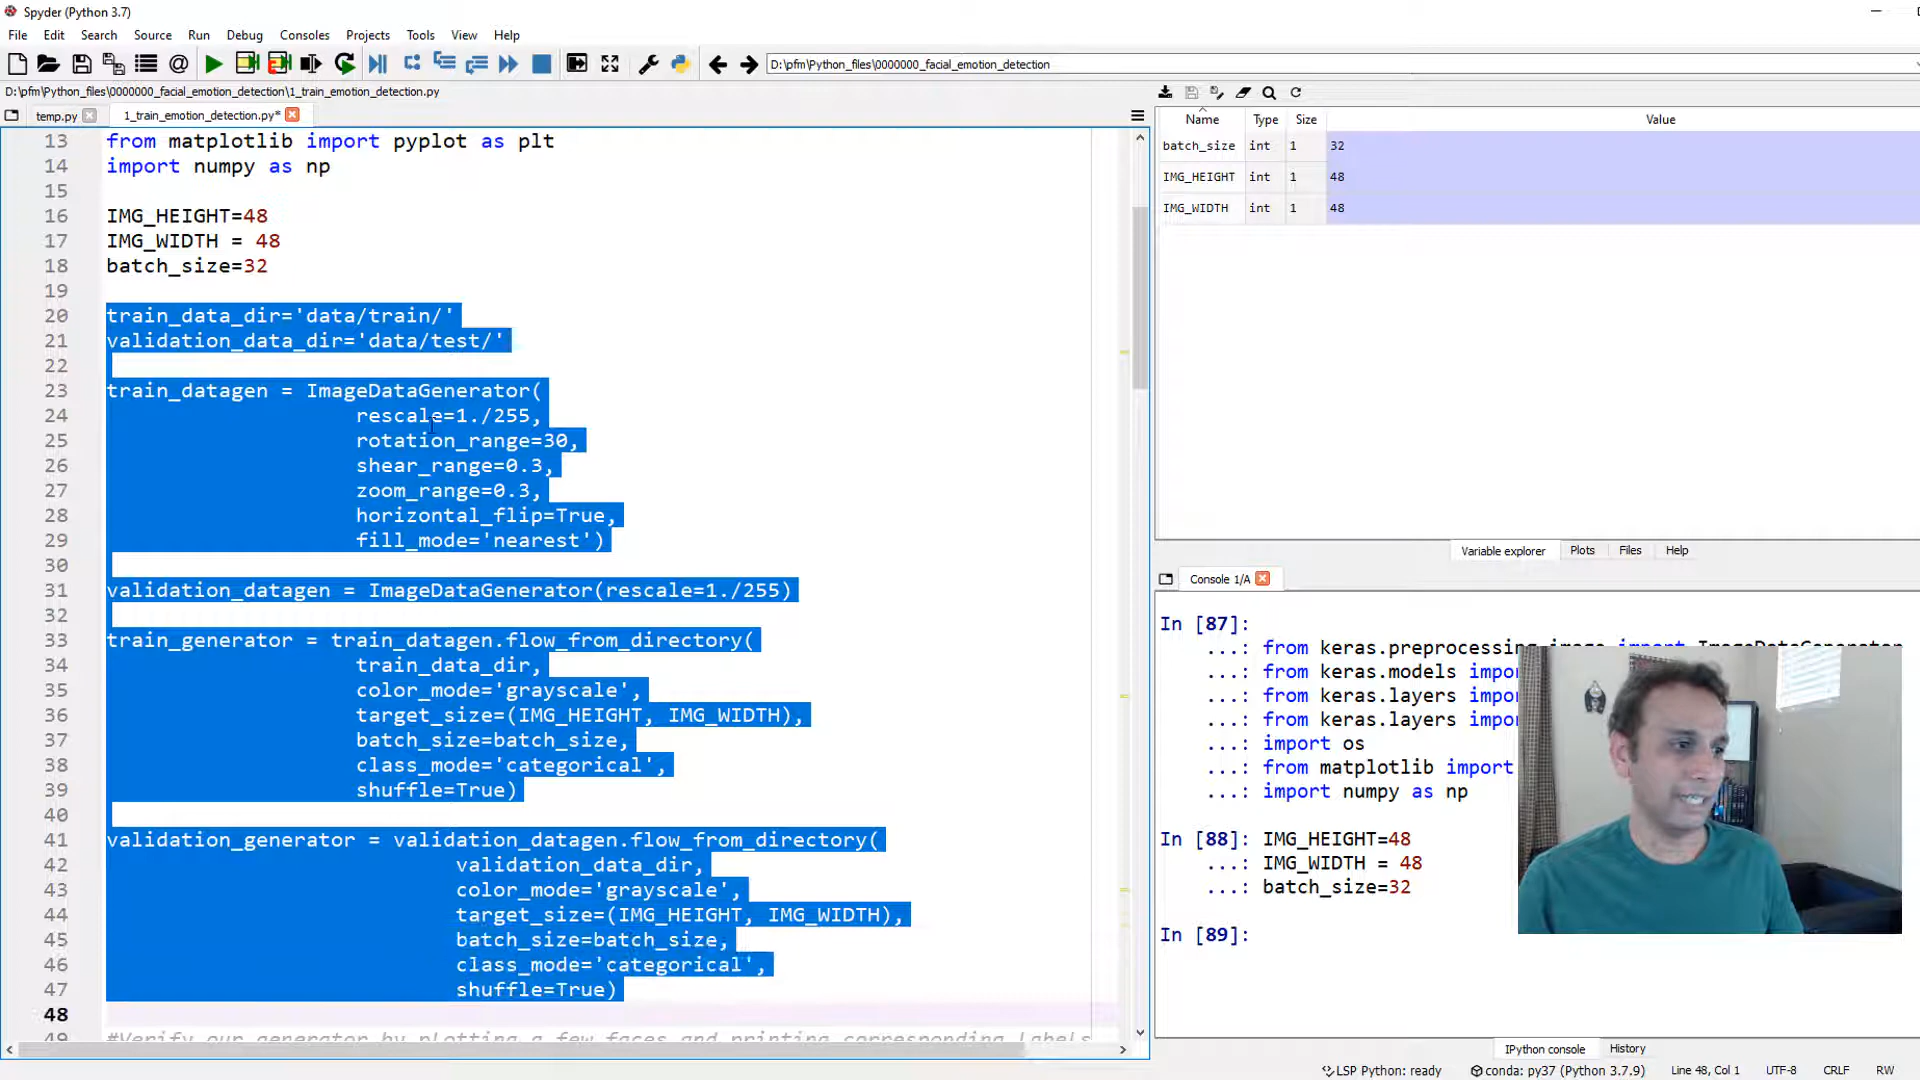 Spyder (Python 3.7)
File Edit Search Source Run Debug Consoles Projects Tools View Help
D:\pfm\Python_files\0000000_facial_emotion_detection
D:\pfm\Python_files\0000000_facial_emotion_detection\1_train_emotion_detection.py
temp.py 1_train_emotion_detection.py*
13 from matplotlib import pyplot as plt
14 import numpy as np
15
16 IMG_HEIGHT=48
17 IMG_WIDTH = 48
18 batch_size=32
19
20 train_data_dir='data/train/'
21 validation_data_dir='data/test/'
22
23 train_datagen = ImageDataGenerator(
24 rescale=1./255,
25 rotation_range=30,
26 shear_range=0.3,
27 zoom_range=0.3,
28 horizontal_flip=True,
29 fill_mode='nearest')
30
31 validation_datagen = ImageDataGenerator(rescale=1./255)
32
33 train_generator = train_datagen.flow_from_directory(
34 train_data_dir,
35 color_mode='grayscale',
36 target_size=(IMG_HEIGHT, IMG_WIDTH),
37 batch_size=batch_size,
38 class_mode='categorical',
39 shuffle=True)
40
41 validation_generator = validation_datagen.flow_from_directory(
42 validation_data_dir,
43 color_mode='grayscale',
44 target_size=(IMG_HEIGHT, IMG_WIDTH),
45 batch_size=batch_size,
46 class_mode='categorical',
47 shuffle=True)
48
49 #Verify our generator by plotting a few faces and printing corresponding labels
Name Type Size Value
batch_size int 1 32
IMG_HEIGHT int 1 48
IMG_WIDTH int 1 48
Variable explorer Plots Files Help
Console 1/A
In [87]:
...: from keras.preprocessing.image import ImageDataGenerator
...: from keras.models impor
...: from keras.layers impor
...: from keras.layers impor
...: import os
...: from matplotlib import
...: import numpy as np
In [88]: IMG_HEIGHT=48
...: IMG_WIDTH = 48
...: batch_size=32
In [89]:
IPython console History
LSP Python: ready conda: py37 (Python 3.7.9) Line 48, Col 1 UTF-8 CRLF RW